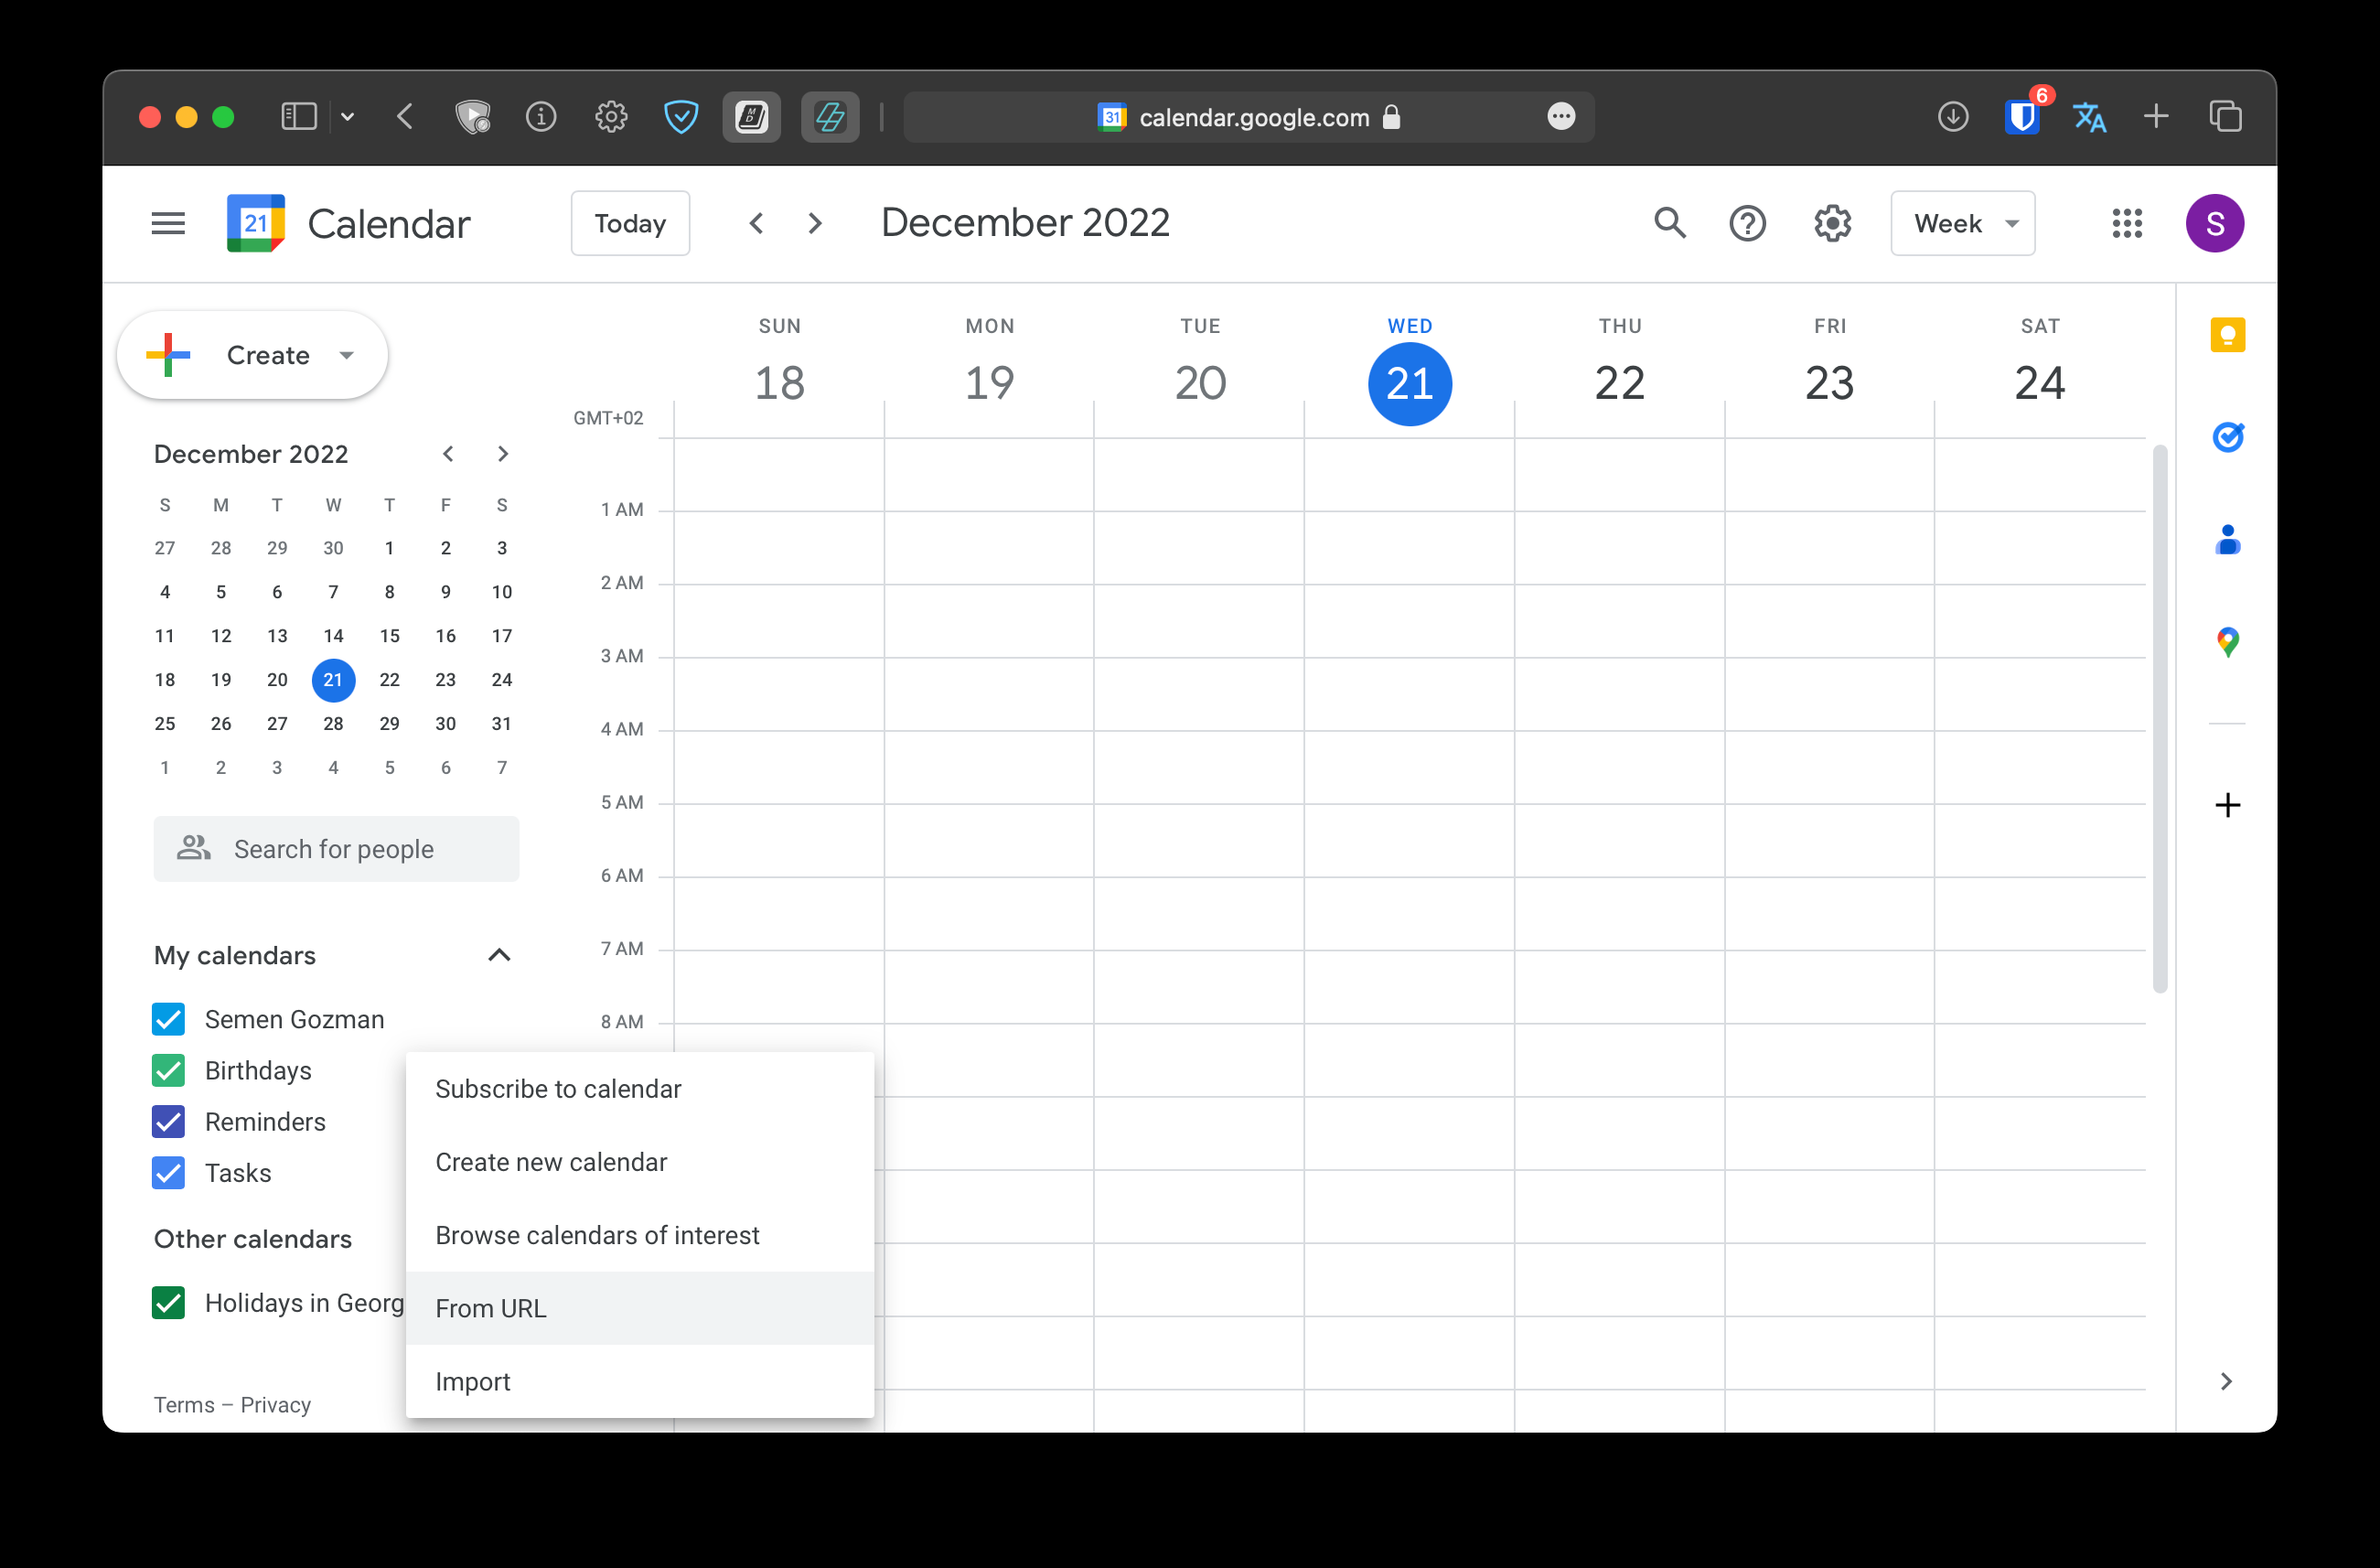 calendar.google.com
6
21 Calendar Today December 2022 Week S
Create
SUN MON TUE WED THU FRI SAT
18 19 20 21 22 23 24
GMT+02
December 2022
S M T W T F S
27 28 29 30 1 2 3
4 5 6 7 8 9 10
11 12 13 14 15 16 17
18 19 20 21 22 23 24
25 26 27 28 29 30 31
1 2 3 4 5 6 7
1 AM
2 AM
3 AM
4 AM
5 AM
6 AM
7 AM
8 AM
Search for people
My calendars
Semen Gozman
Birthdays
Reminders
Tasks
Other calendars
Holidays in Georg
Subscribe to calendar
Create new calendar
Browse calendars of interest
From URL
Import
Terms – Privacy